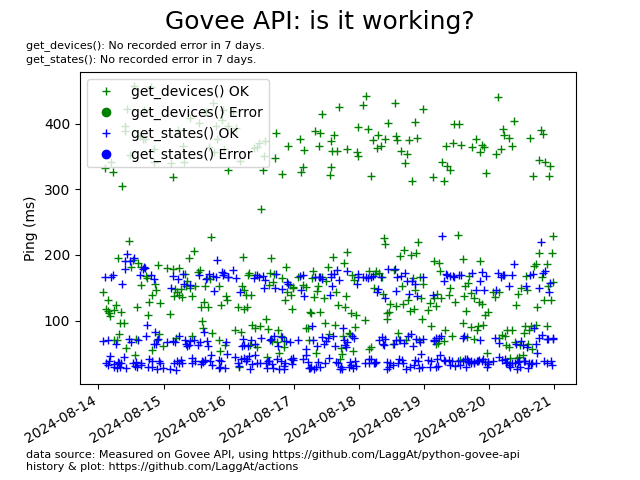 Govee API: is it working?
get_devices(): No recorded error in 7 days.
get_states(): No recorded error in 7 days.
get_devices() OK
get_devices() Error
get_states() OK
get_states() Error
Ping (ms)
400
300
200
100
2024-08-14
2024-08-15
2024-08-16
2024-08-17
2024-08-18
2024-08-19
2024-08-20
2024-08-21
data source: Measured on Govee API, using https://github.com/LaggAt/python-govee-api
history & plot: https://github.com/LaggAt/actions